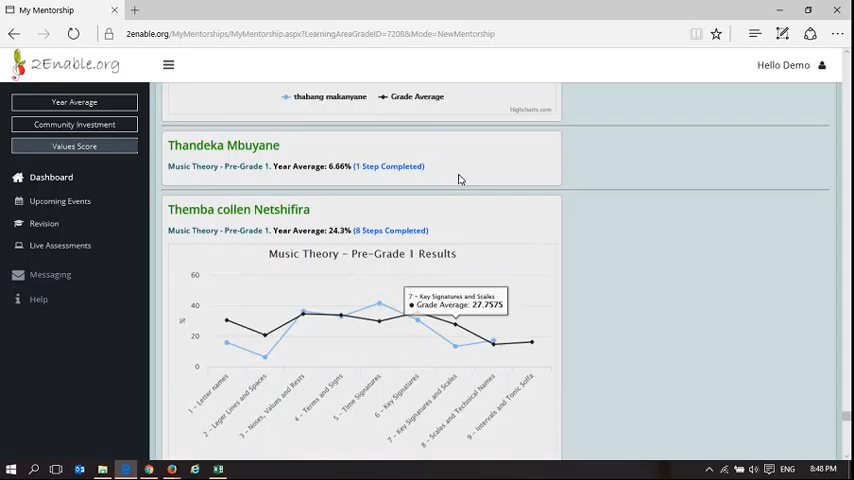 My Mentorship
2enable.org/MyMentorships/MyMentorship.aspx?LearningAreaGradeID=7208&Mode=NewMentorship
2Enable.org
Hello Demo
Year Average
Community Investment
Values Score
Dashboard
Upcoming Events
Revision
Live Assessments
Messaging
Help
thabang makanyane Grade Average
Highcharts.com
Thandeka Mbuyane
Music Theory - Pre-Grade 1. Year Average: 6.66% (1 Step Completed)
Themba collen Netshifira
Music Theory - Pre-Grade 1. Year Average: 24.3% (8 Steps Completed)
Music Theory - Pre-Grade 1 Results
60
40
20
0
%
7 - Key Signatures and Scales
Grade Average: 27.7575
1 - Letter names
2 - Leger Lines and Spaces
3 - Notes, Values and Rests
4 - Terms and Signs
5 - Time Signatures
6 - Key Signatures
7 - Key Signatures and Scales
8 - Scales and Technical Names
9 - Intervals and Tonic Solfa
ENG
8:48 PM